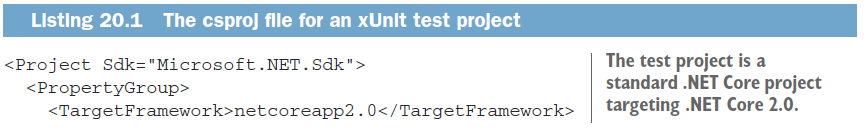 Listing 20.1 The csproj file for an xUnit test project
<Project Sdk="Microsoft.NET.Sdk">
<PropertyGroup>
<TargetFramework>netcoreapp2.0</TargetFramework>
The test project is a
standard .NET Core project
targeting .NET Core 2.0.